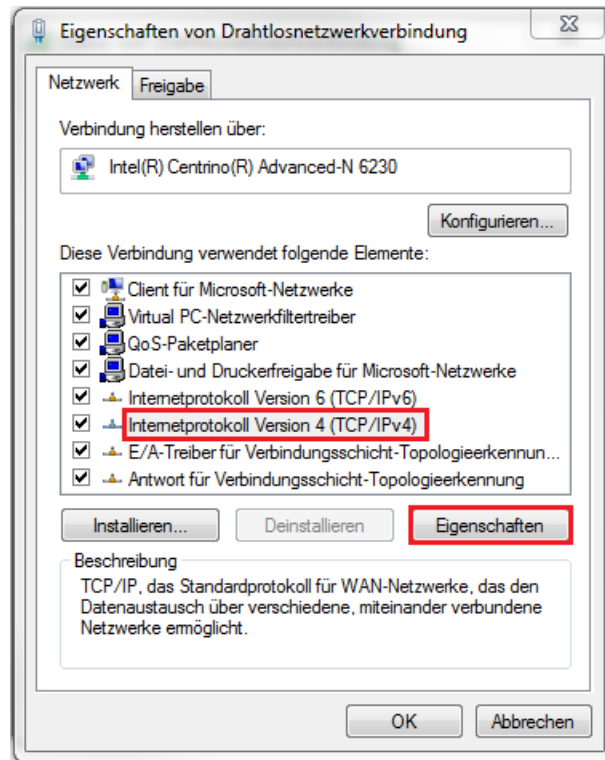 Eigenschaften von Drahtlosnetzwerkverbindung
Netzwerk
Freigabe
Verbindung herstellen über:
Intel(R) Centrino(R) Advanced-N 6230
Konfigurieren...
Diese Verbindung verwendet folgende Elemente:
Client für Microsoft-Netzwerke
Virtual PC-Netzwerkfiltertreiber
QoS-Paketplaner
Datei- und Druckerfreigabe für Microsoft-Netzwerke
Internetprotokoll Version 6 (TCP/IPv6)
Internetprotokoll Version 4 (TCP/IPv4)
E/A-Treiber für Verbindungsschicht-Topologieerkennun...
Antwort für Verbindungsschicht-Topologieerkennung
Installieren...
Deinstallieren
Eigenschaften
Beschreibung
TCP/IP, das Standardprotokoll für WAN-Netzwerke, das den
Datenaustausch über verschiedene, miteinander verbundene
Netzwerke ermöglicht.
OK
Abbrechen